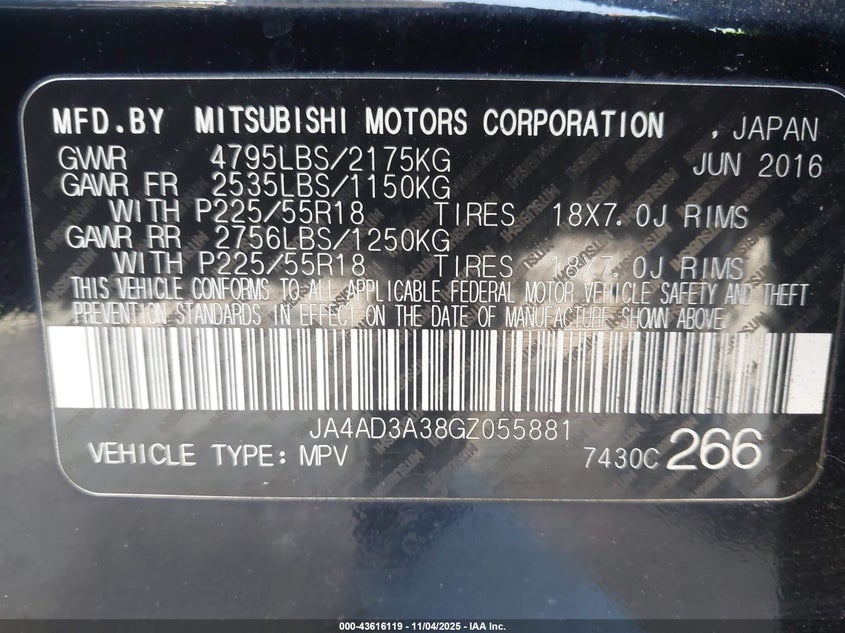 MFD.BY MITSUBISHI MOTORS CORPORATION , JAPAN
GVWR 4795LBS/2175KG JUN 2016
GAWR FR 2535LBS/1150KG
WITH P225/55R18 TIRES 18X7.0J RIMS
GAWR RR 2756LBS/1250KG
WITH P225/55R18 TIRES 18X7.0J RIMS
THIS VEHICLE CONFORMS TO ALL APPLICABLE FEDERAL MOTOR VEHICLE SAFETY AND THEFT
PREVENTION STANDARDS IN EFFECT ON THE DATE OF MANUFACTURE SHOWN ABOVE
JA4AD3A38GZ055881
VEHICLE TYPE: MPV 7430C 266
000-43616119 - 11/04/2025 - IAA Inc.